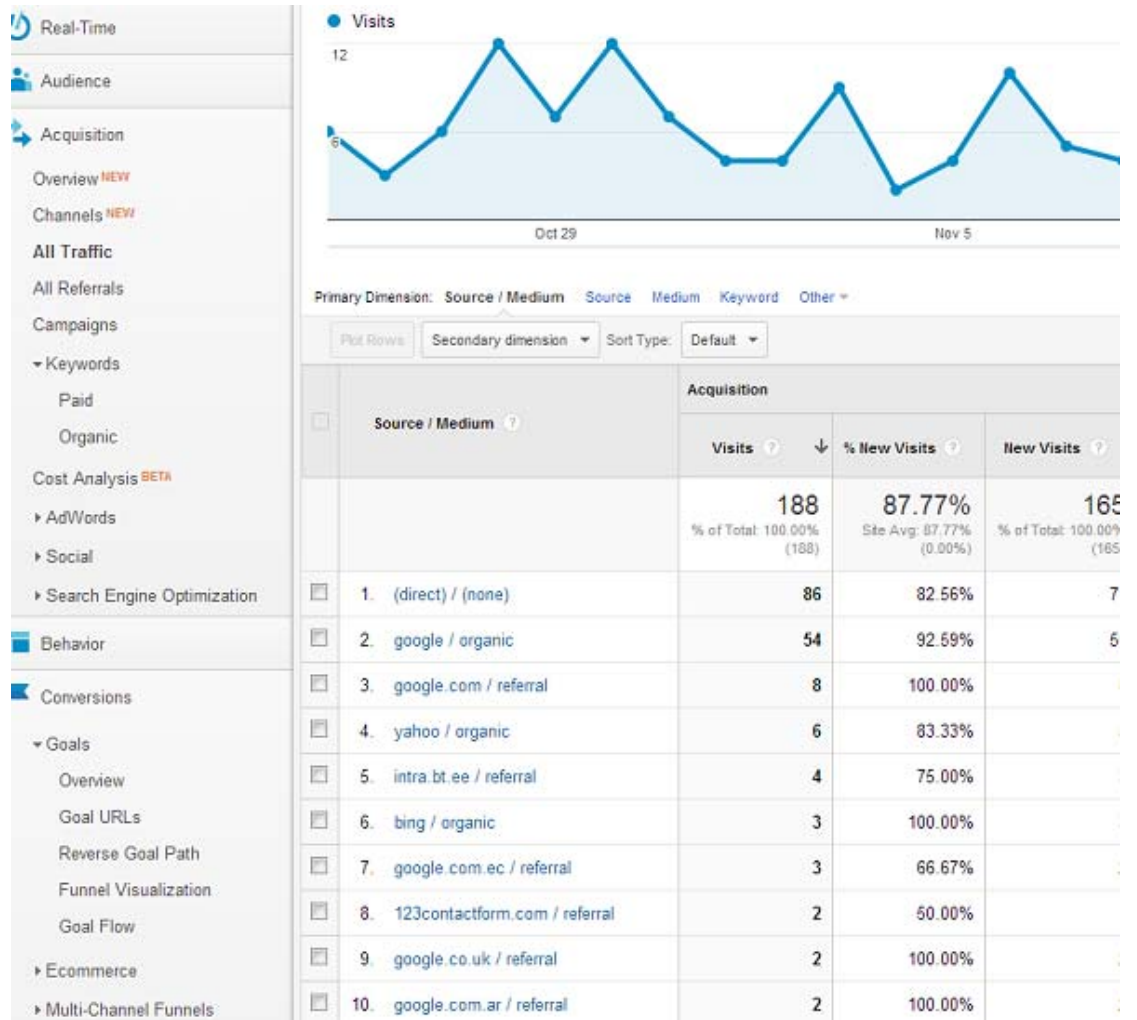 Real-Time
Audience
Acquisition
Overview NEW
Channels NEW
All Traffic
All Referrals
Campaigns
Keywords
Paid
Organic
Cost Analysis BETA
AdWords
Social
Search Engine Optimization
Behavior
Conversions
Goals
Overview
Goal URLs
Reverse Goal Path
Funnel Visualization
Goal Flow
Ecommerce
Multi-Channel Funnels
Visits
12
6
Oct 29 Nov 5
Primary Dimension: Source / Medium Source Medium Keyword Other
Plot Rows Secondary dimension Sort Type: Default
Acquisition
Source / Medium ? Visits ? % New Visits ? New Visits ?
188 87.77% 165
% of Total: 100.00% Site Avg: 87.77% % of Total: 100.00%
(188) (0.00%) (165
1. (direct) / (none) 86 82.56% 7
2. google / organic 54 92.59% 5
3. google.com / referral 8 100.00%
4. yahoo / organic 6 83.33%
5. intra.bt.ee / referral 4 75.00%
6. bing / organic 3 100.00%
7. google.com.ec / referral 3 66.67%
8. 123contactform.com / referral 2 50.00%
9. google.co.uk / referral 2 100.00%
10. google.com.ar / referral 2 100.00%